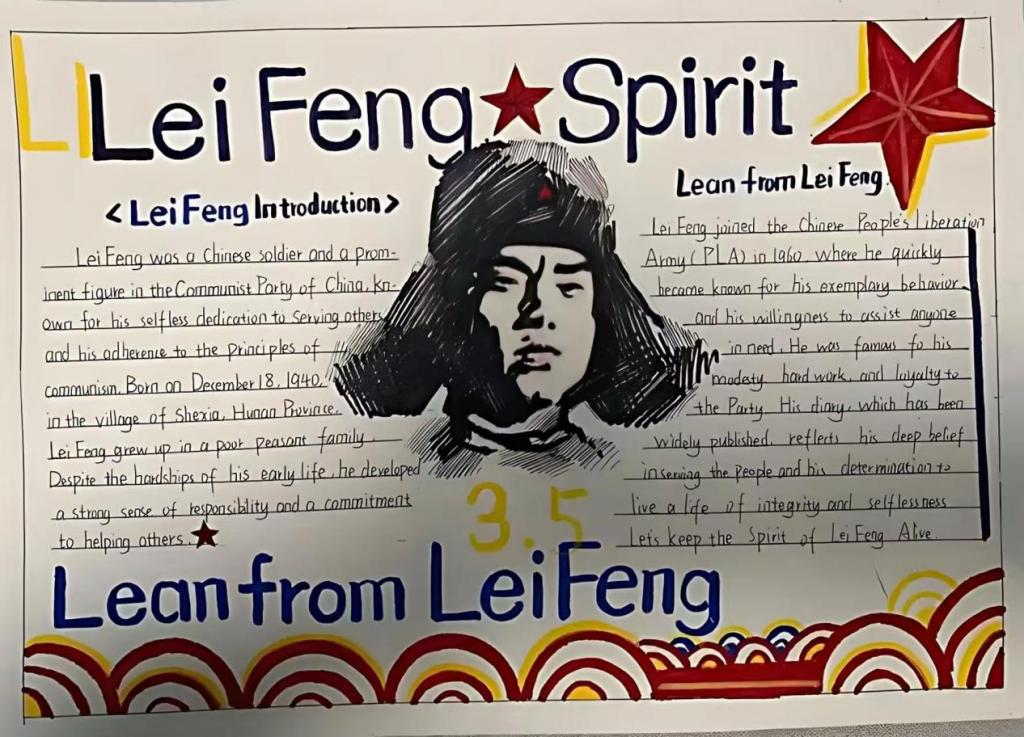 Lei Feng Spirit
<Lei Feng Introduction>
Lei Feng was a Chinese soldier and a prom-
inent figure in the Communist Party of China, kn-
own for his selfless dedication to serving others
and his adherence to the principles of
communism. Born on December 18, 1940.
in the village of Shexia, Hunan Province.
Lei Feng grew up in a poor peasant family.
Despite the hardships of his early life, he developed
a strong sense of responsiblity and a commitment
to helping others.
Lean from Lei Feng
Lei Feng joined the Chinese People's Liberation
Army (PLA) in 1960, where he quickly
became known for his exemplary behavior
and his willingness to assist anyone
in need. He was famous fo his
modesty, hard work, and loyalty to
the Party. His diary, which has been
widely published, reflects his deep belief
in serving the people and his determination to
live a life of integrity and selflessness
Let's keep the Spirit of Lei Feng Alive.
3.5
Lean from Lei Feng